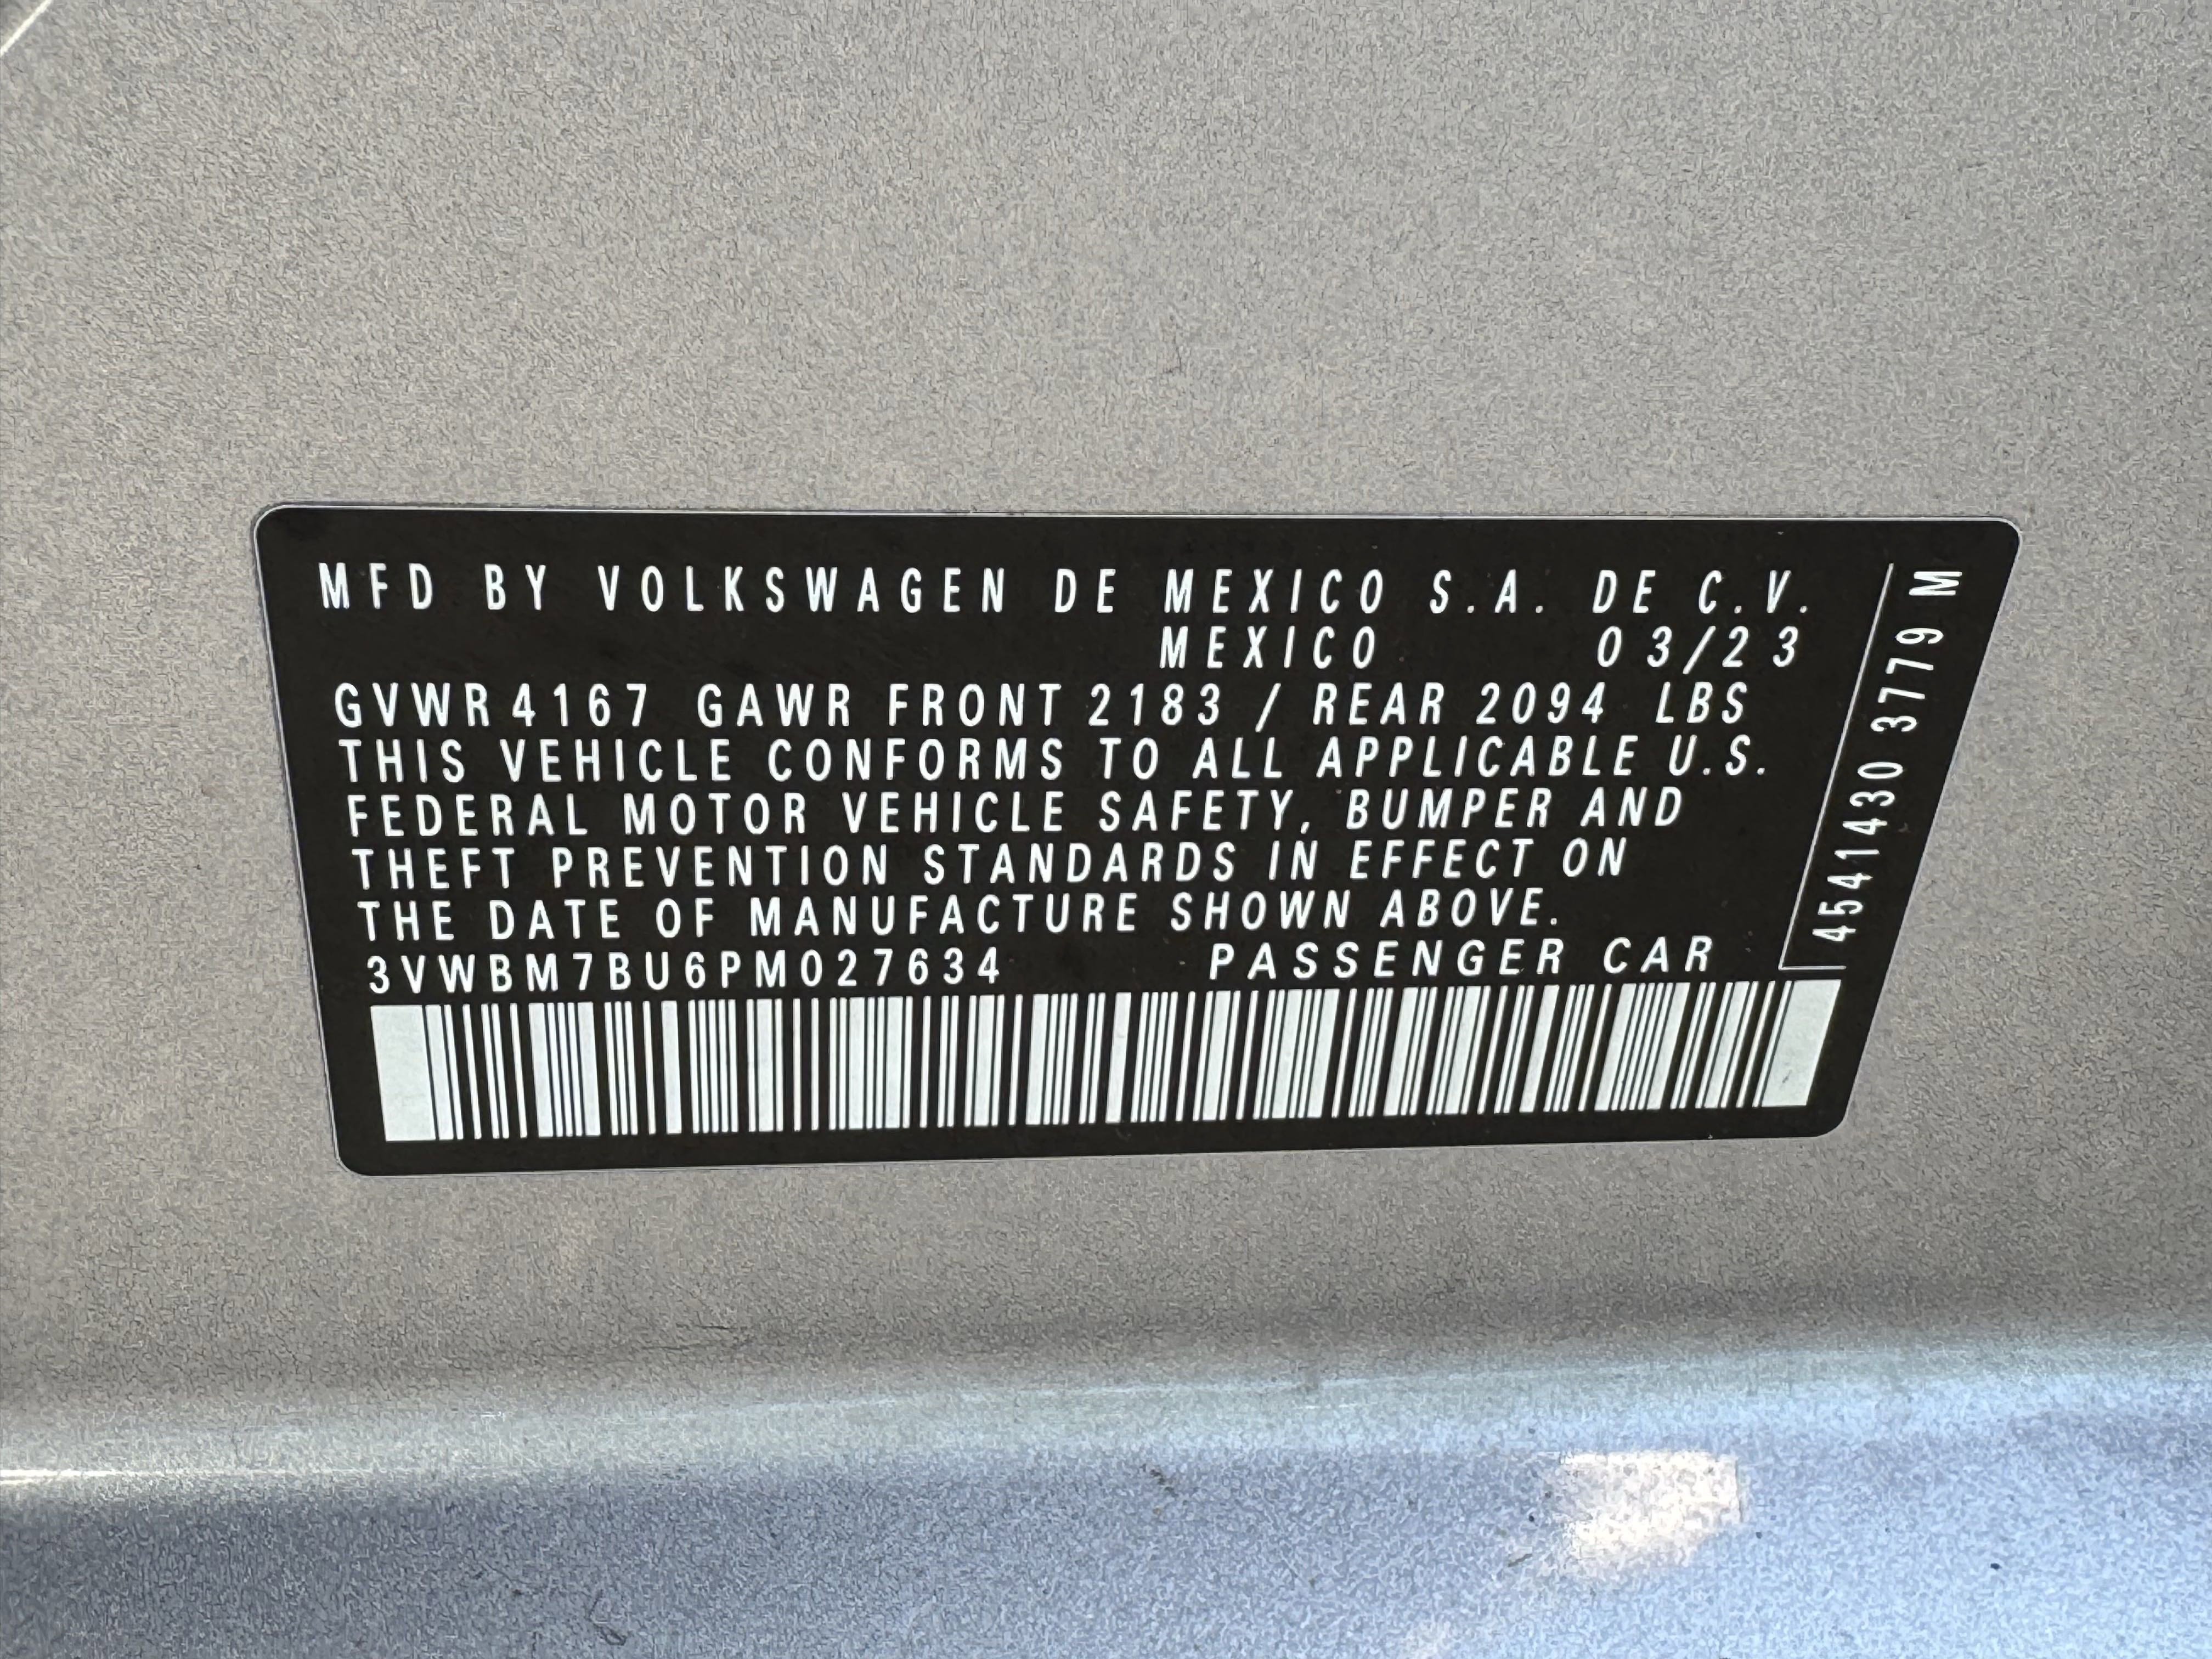 MFD BY VOLKSWAGEN DE MEXICO S.A. DE C.V.
MEXICO 03/23
GVWR 4167 GAWR FRONT 2183 / REAR 2094 LBS
THIS VEHICLE CONFORMS TO ALL APPLICABLE U.S.
FEDERAL MOTOR VEHICLE SAFETY, BUMPER AND
THEFT PREVENTION STANDARDS IN EFFECT ON
THE DATE OF MANUFACTURE SHOWN ABOVE.
3VWBM7BU6PM027634 PASSENGER CAR
4541430 3779 M